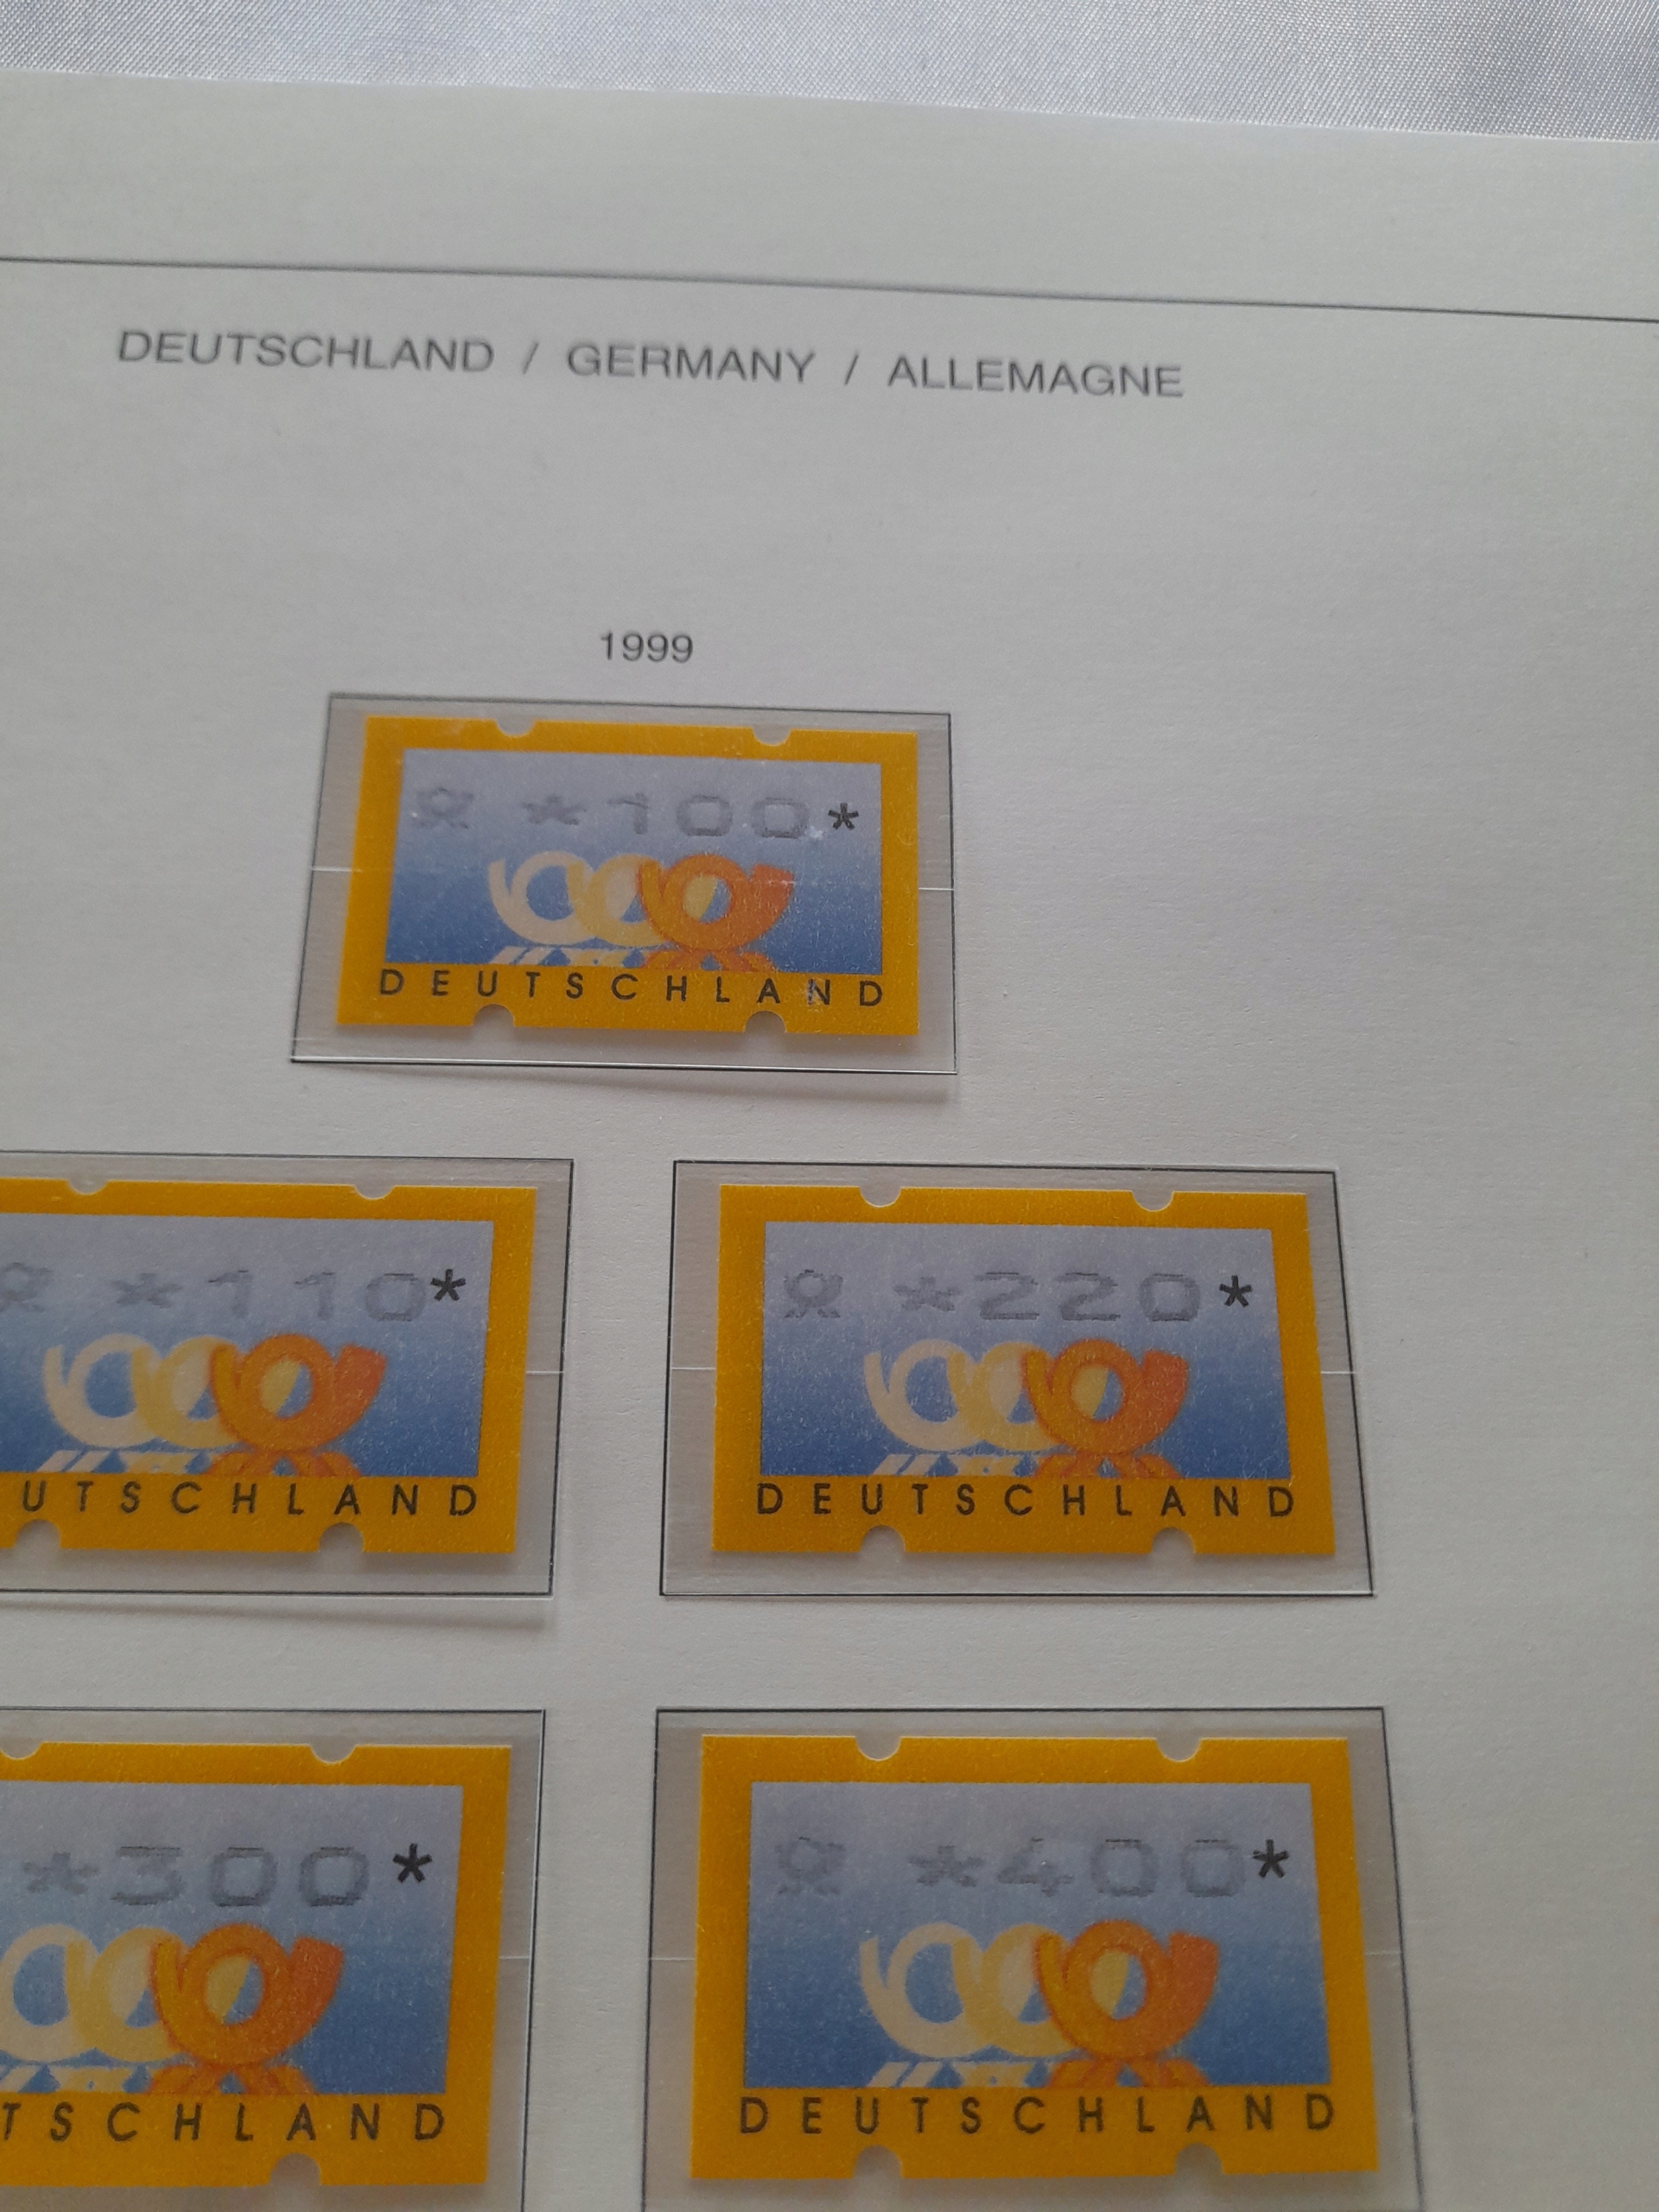 DEUTSCHLAND / GERMANY / ALLEMAGNE
1999
*100*
DEUTSCHLAND
*110*
UTSCHLAND
*220*
DEUTSCHLAND
*300*
TSCHLAND
*400*
DEUTSCHLAND